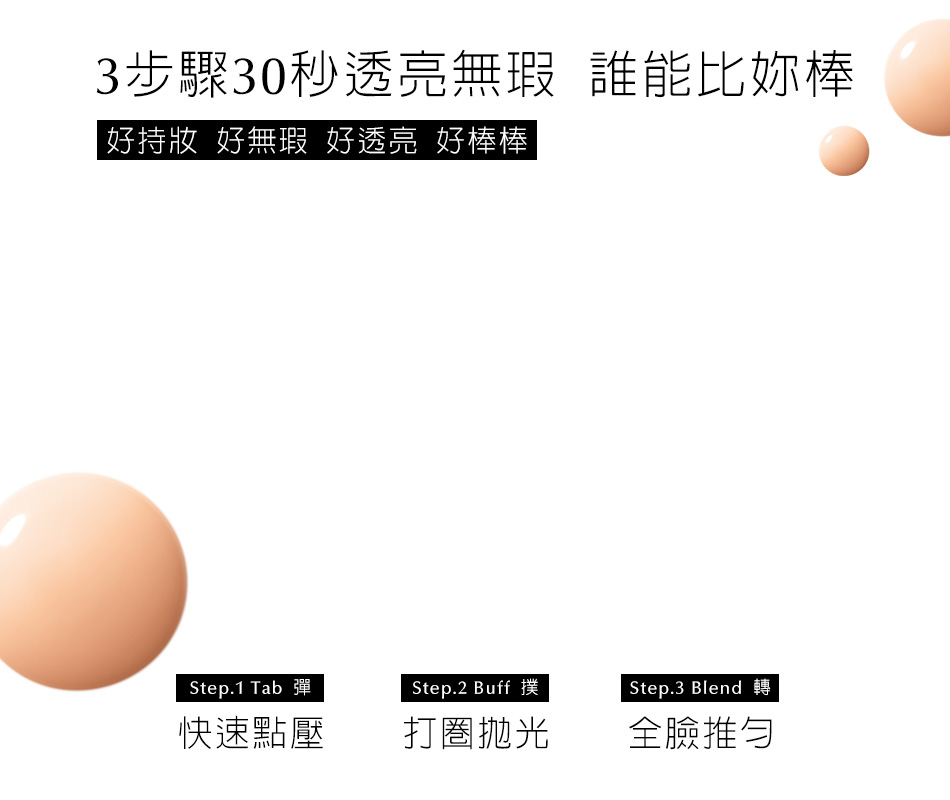 3步驟30秒透亮無瑕 誰能比妳棒
好持妝 好無瑕 好透亮 好棒棒
Step.1 Tab 彈
快速點壓
Step.2 Buff 撲
打圈拋光
Step.3 Blend 轉
全臉推勻